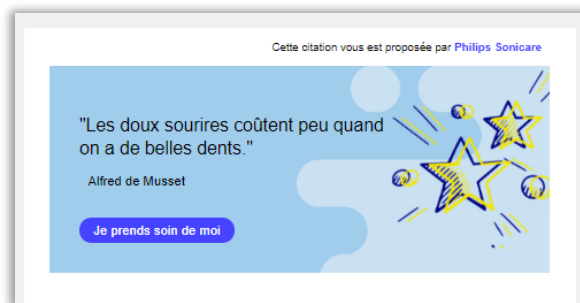 Cette citation vous est proposée par Philips Sonicare
"Les doux sourires coûtent peu quand
on a de belles dents."
Alfred de Musset
Je prends soin de moi